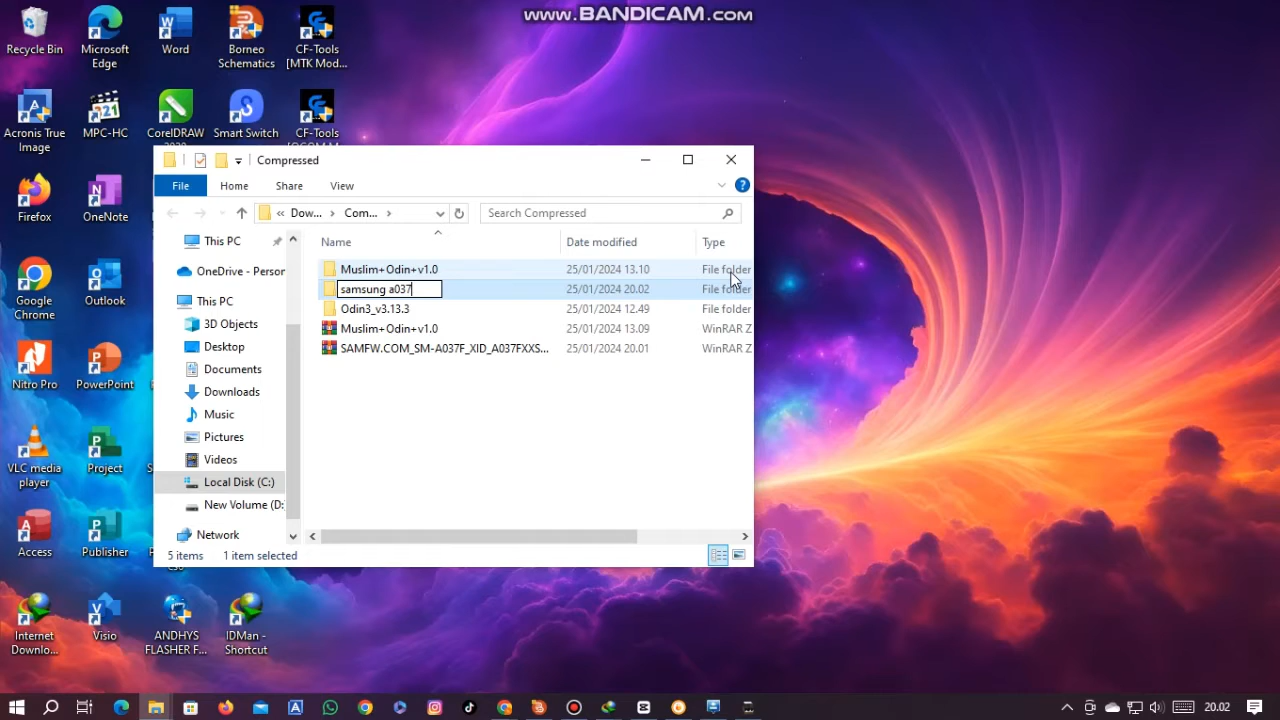 WWW.BANDICAM.COM
Recycle Bin
Microsoft
Edge
Word
Borneo
Schematics
CF-Tools
[MTK Mod...
Acronis True
Image
MPC-HC
CorelDRAW
Smart Switch
CF-Tools
Firefox
OneNote
Google
Chrome
Outlook
Nitro Pro
PowerPoint
VLC media
player
Project
Access
Publisher
Internet
Downlo...
Visio
ANDHYS
FLASHER F...
IDMan -
Shortcut
Compressed
File
Home
Share
View
« Dow... › Com... ›
Search Compressed
Name
Date modified
Type
This PC
OneDrive - Person
This PC
3D Objects
Desktop
Documents
Downloads
Music
Pictures
Videos
Local Disk (C:)
New Volume (D:
Network
Muslim+Odin+v1.0 25/01/2024 13.10 File folder
samsung a037 25/01/2024 20.02 File folder
Odin3_v3.13.3 25/01/2024 12.49 File folder
Muslim+Odin+v1.0 25/01/2024 13.09 WinRAR Z
SAMFW.COM_SM-A037F_XID_A037FXXS... 25/01/2024 20.01 WinRAR Z
5 items 1 item selected
20.02